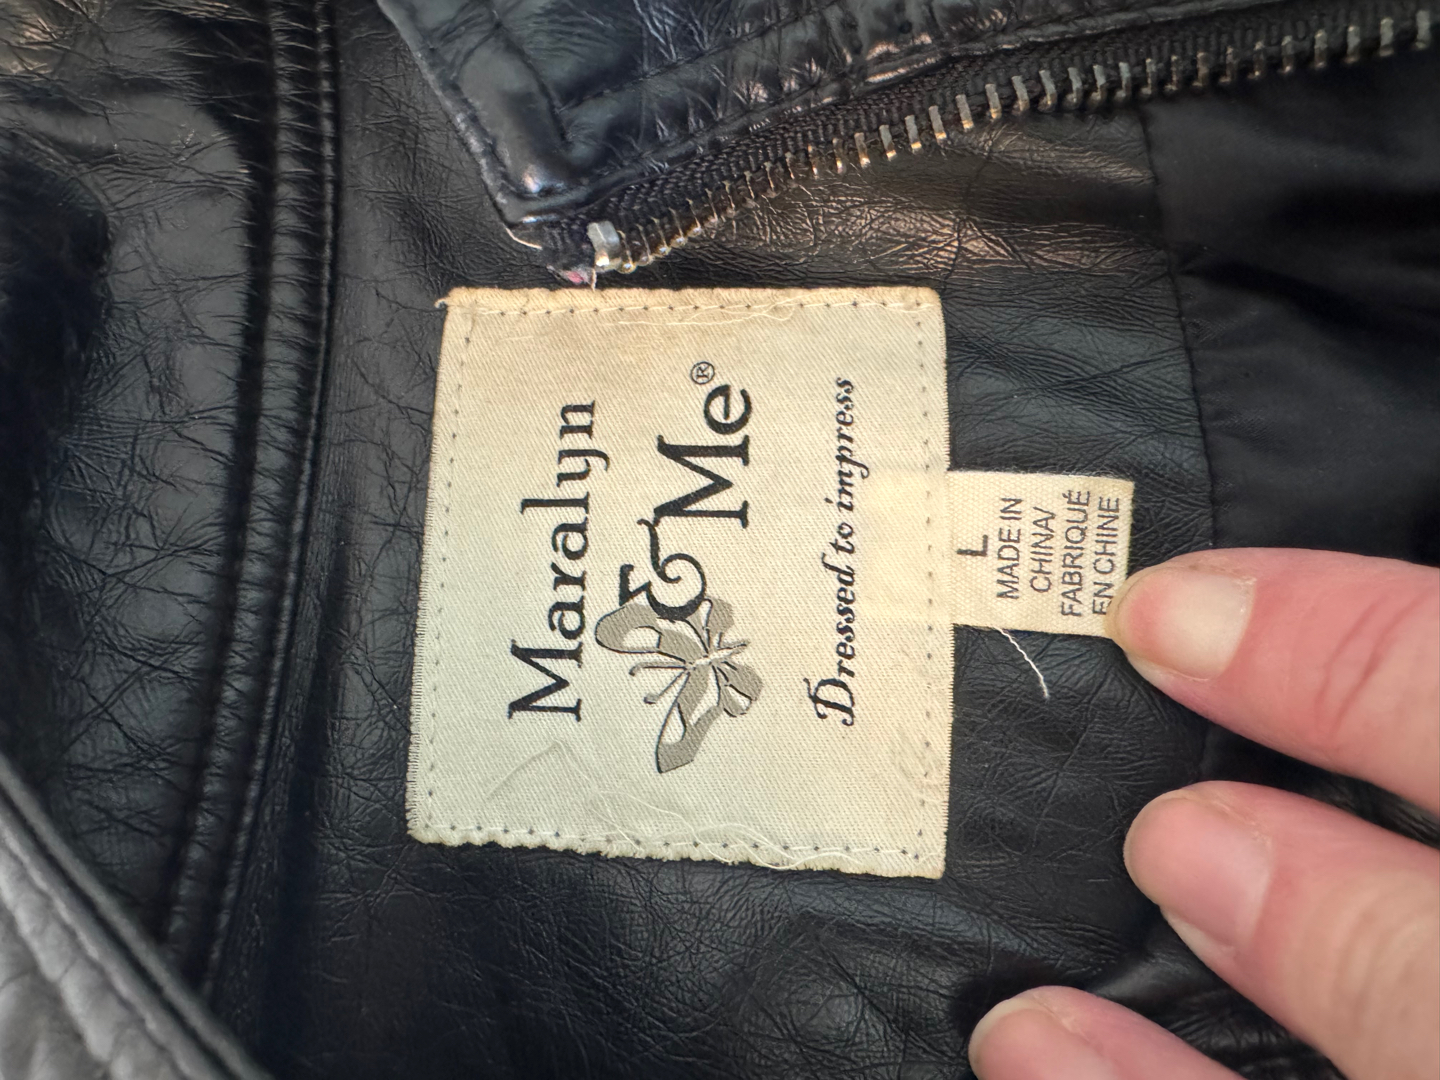 Maralyn
& Me®
Dressed to impress
L
MADE IN
CHINA/
FABRIQUÉ
EN CHINE